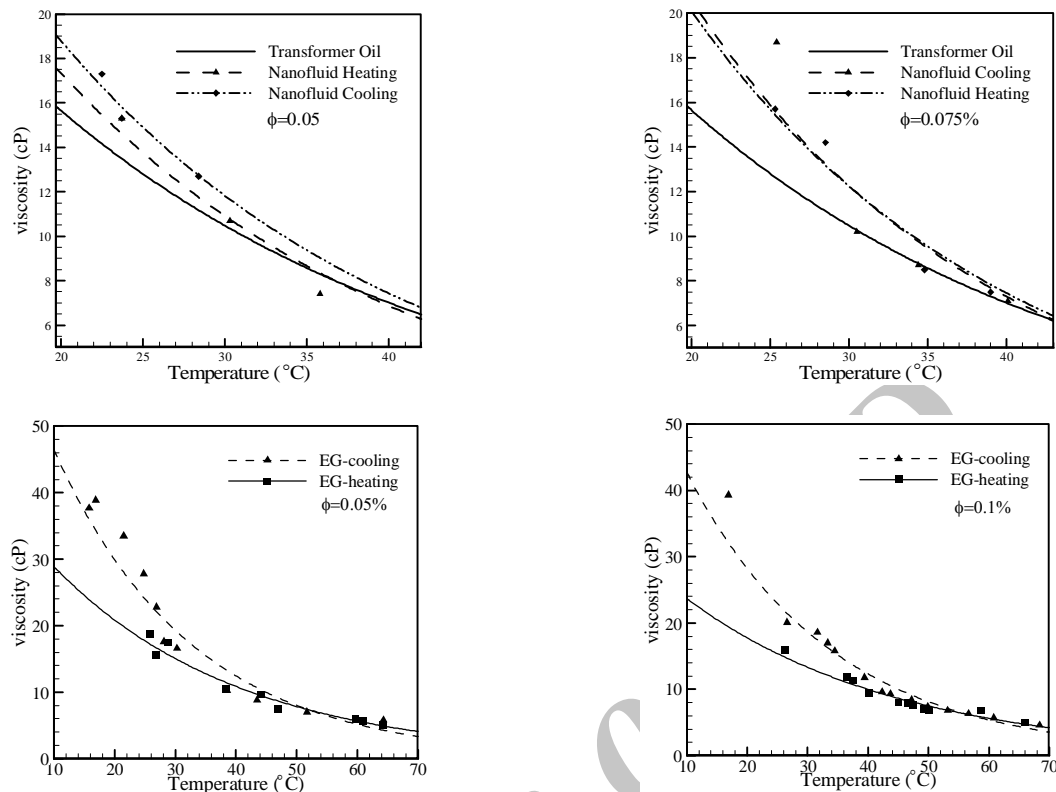 20
18
16
14
12
10
8
6
20 25 30 35 40
viscosity (cP)
Temperature (°C)
Transformer Oil
Nanofluid Heating
Nanofluid Cooling
ϕ=0.05
20
18
16
14
12
10
8
6
20 25 30 35 40
viscosity (cP)
Temperature (°C)
Transformer Oil
Nanofluid Cooling
Nanofluid Heating
ϕ=0.075%
50
40
30
20
10
0
10 20 30 40 50 60 70
viscosity (cP)
Temperature (°C)
EG-cooling
EG-heating
ϕ=0.05%
50
40
30
20
10
0
10 20 30 40 50 60 70
viscosity (cP)
Temperature (°C)
EG-cooling
EG-heating
ϕ=0.1%